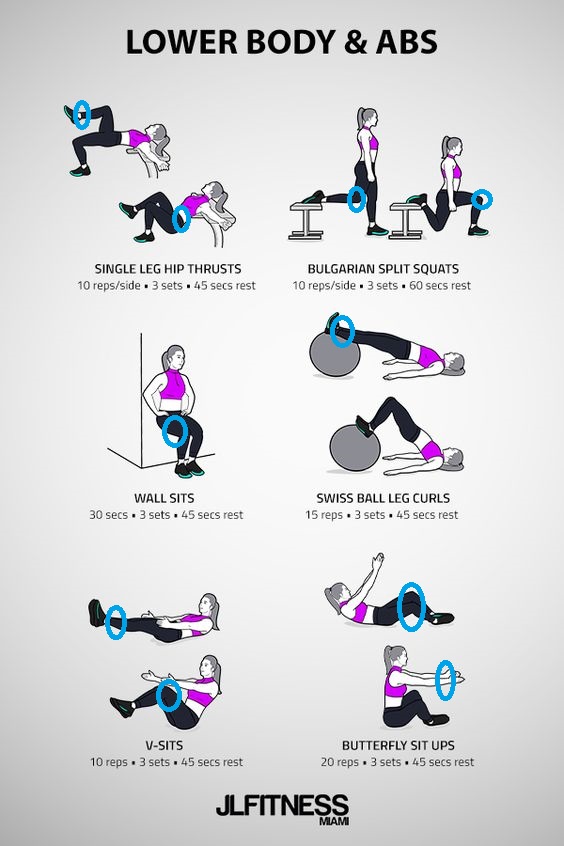 LOWER BODY & ABS
SINGLE LEG HIP THRUSTS
10 reps/side • 3 sets • 45 secs rest
BULGARIAN SPLIT SQUATS
10 reps/side • 3 sets • 60 secs rest
WALL SITS
30 secs • 3 sets • 45 secs rest
SWISS BALL LEG CURLS
15 reps • 3 sets • 45 secs rest
V-SITS
10 reps • 3 sets • 45 secs rest
BUTTERFLY SIT UPS
20 reps • 3 sets • 45 secs rest
JLFITNESS
MIAMI